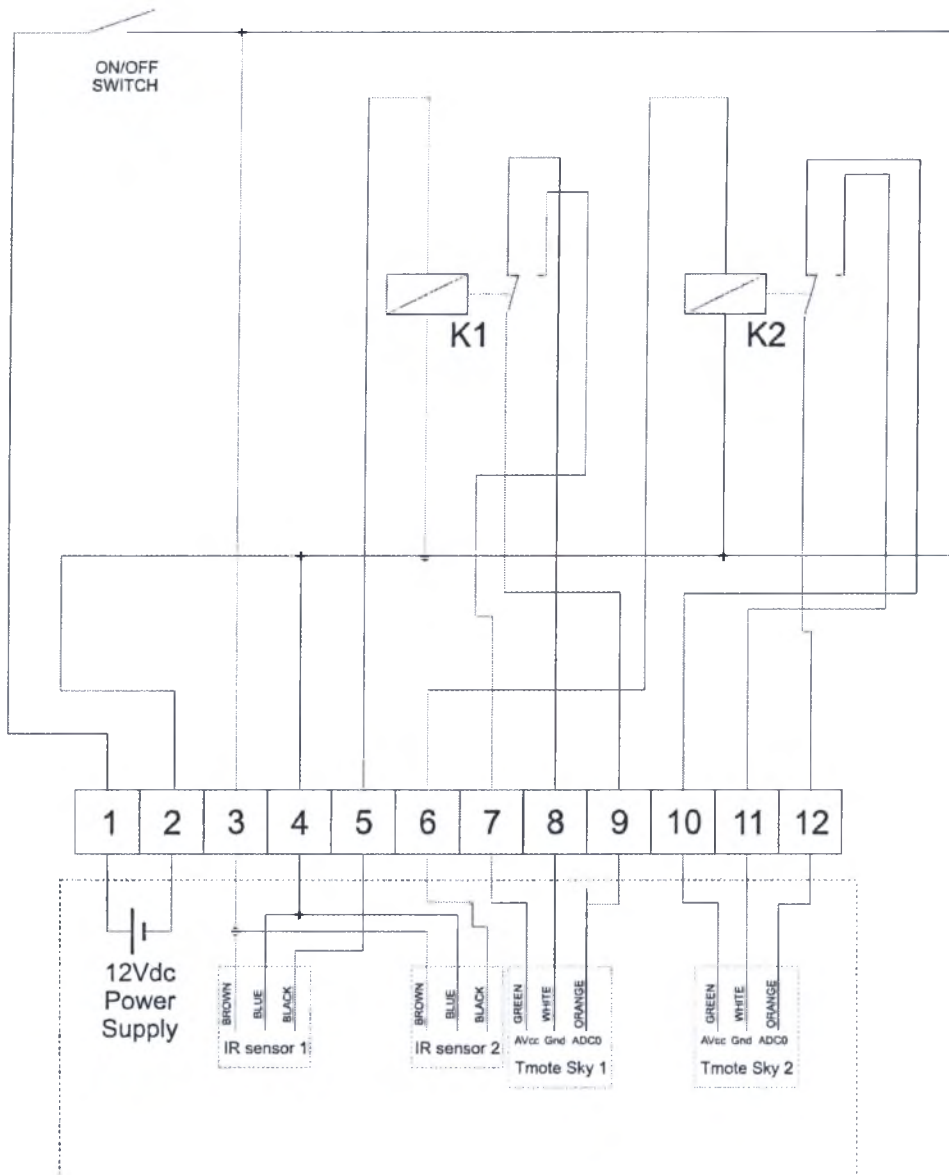 ON/OFF
SWITCH
K1
K2
1 2 3 4 5 6 7 8 9 10 11 12
12Vdc
Power
Supply
BROWN
BLUE
BLACK
IR sensor 1
BROWN
BLUE
BLACK
IR sensor 2
GREEN
WHITE
ORANGE
AVcc Gnd ADC0
Tmote Sky 1
GREEN
WHITE
ORANGE
AVcc Gnd ADC0
Tmote Sky 2